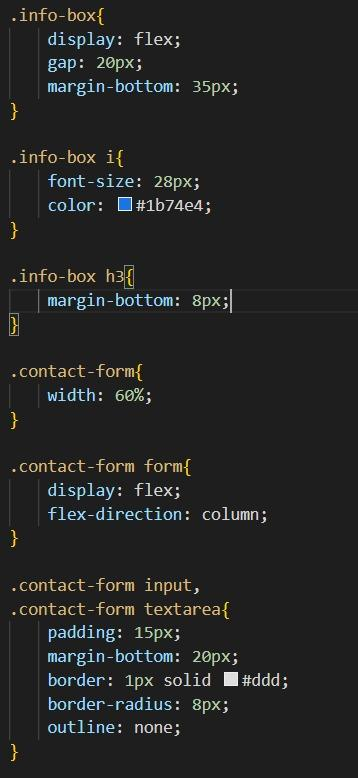 .info-box{
    display: flex;
    gap: 20px;
    margin-bottom: 35px;
}

.info-box i{
    font-size: 28px;
    color: #1b74e4;
}

.info-box h3{
    margin-bottom: 8px;
}

.contact-form{
    width: 60%;
}

.contact-form form{
    display: flex;
    flex-direction: column;
}

.contact-form input,
.contact-form textarea{
    padding: 15px;
    margin-bottom: 20px;
    border: 1px solid #ddd;
    border-radius: 8px;
    outline: none;
}